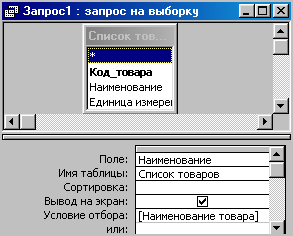 Запрос1 : запрос на выборку
Список тов...
*
Код_товара
Наименование
Единица измерен
Поле: Наименование
Имя таблицы: Список товаров
Сортировка:
Вывод на экран:
Условие отбора: [Наименование товара]
или: